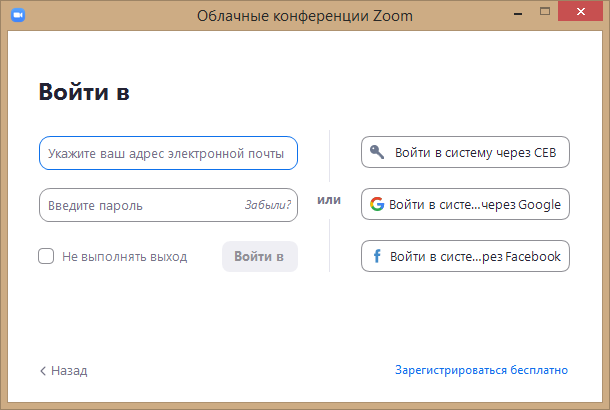 Облачные конференции Zoom
Войти в
Укажите ваш адрес электронной почты
Введите пароль
Забыли?
Не выполнять выход
Войти в
или
Войти в систему через СЕВ
Войти в систе...через Google
Войти в систе...рез Facebook
Назад
Зарегистрироваться бесплатно